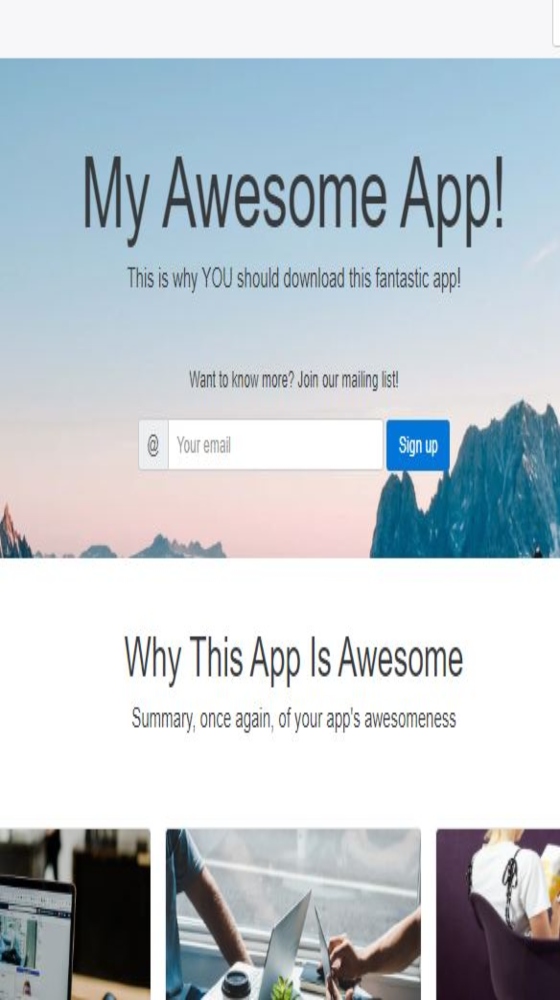 My Awesome App!
This is why YOU should download this fantastic app!
Want to know more? Join our mailing list!
@ Your email Sign up
Why This App Is Awesome
Summary, once again, of your app's awesomeness